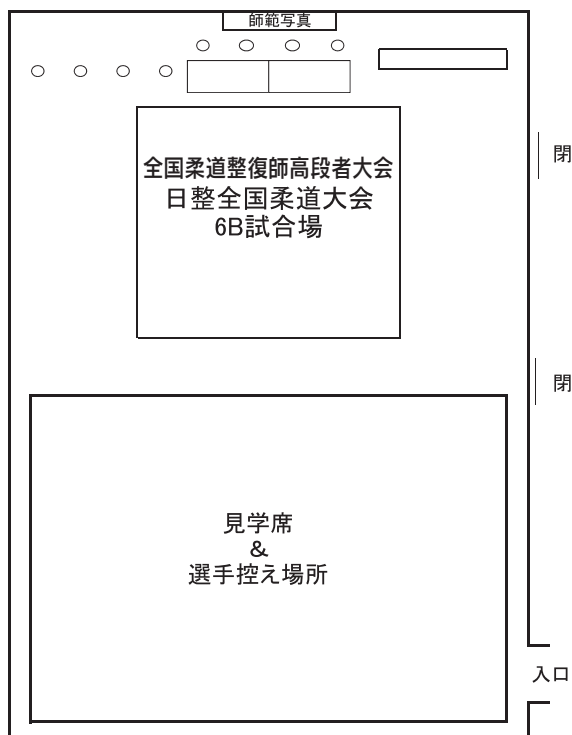 師範写真
全国柔道整復師高段者大会
日整全国柔道大会
6B試合場
閉
閉
見学席
&
選手控え場所
入口